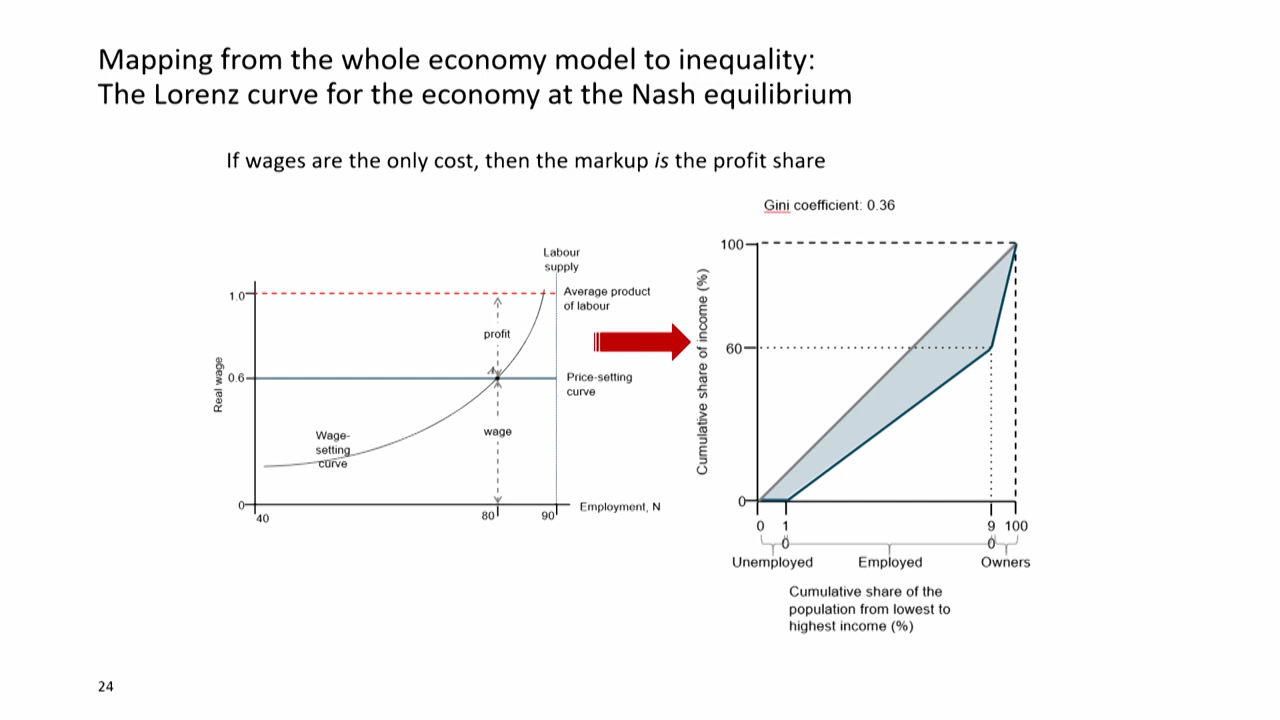 Mapping from the whole economy model to inequality:
The Lorenz curve for the economy at the Nash equilibrium
If wages are the only cost, then the markup is the profit share
Gini coefficient: 0.36
Labour
supply
1.0
Average product
of labour
profit
Real wage
0.6
Price-setting
curve
wage
Wage-
setting
curve
0
40
80
90
Employment, N
Cumulative share of income (%)
100
60
0
0
1
0
9
0
100
Unemployed
Employed
Owners
Cumulative share of the
population from lowest to
highest income (%)
24